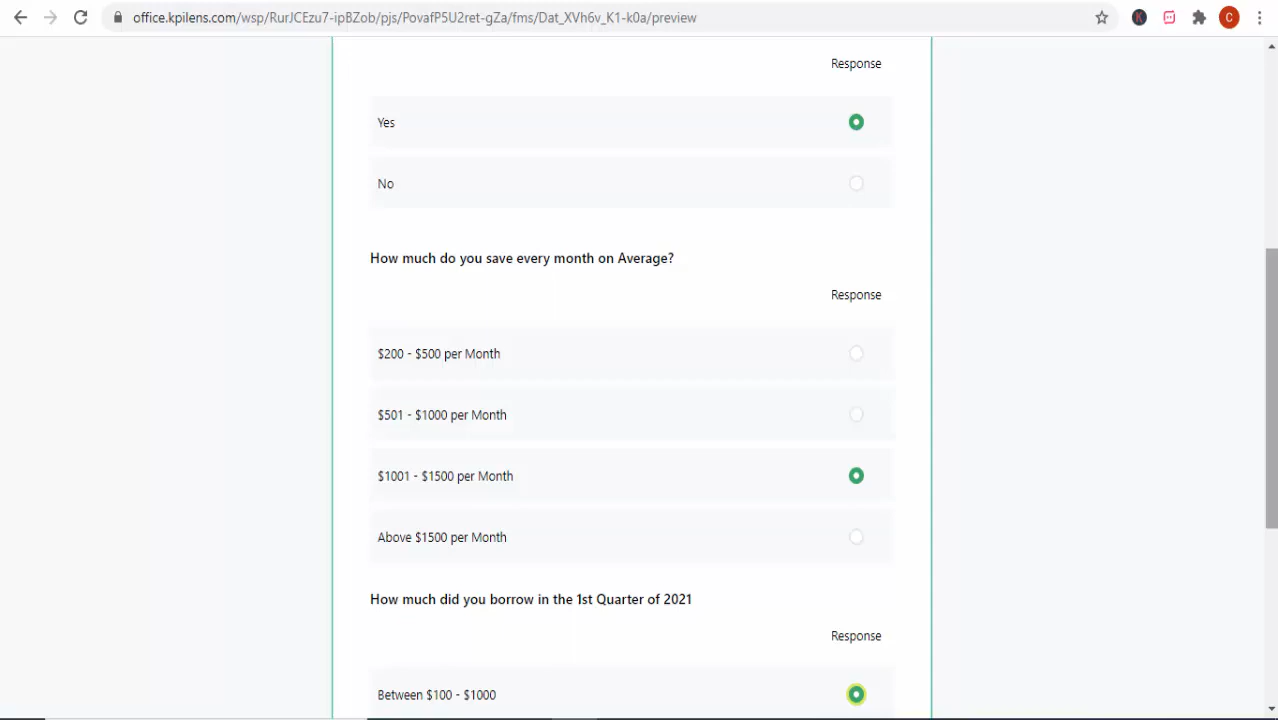 office.kpilens.com/wsp/RurJCEzu7-ipBZob/pjs/PovafP5U2ret-gZa/fms/Dat_XVh6v_K1-k0a/preview
K
C
Response
Yes
No
How much do you save every month on Average?
Response
$200 - $500 per Month
$501 - $1000 per Month
$1001 - $1500 per Month
Above $1500 per Month
How much did you borrow in the 1st Quarter of 2021
Response
Between $100 - $1000